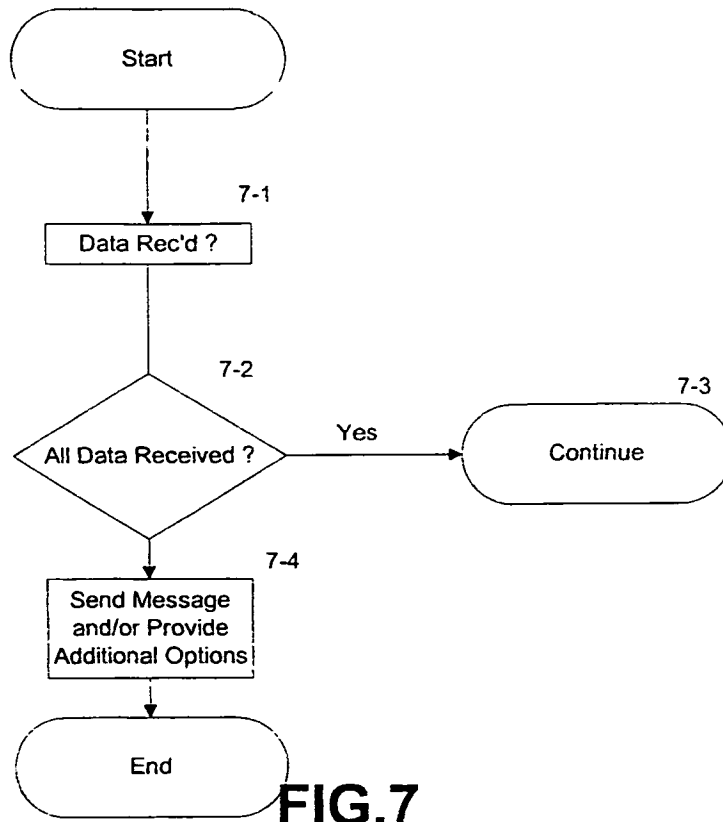 Start
7-1
Data Rec'd ?
7-2
All Data Received ?
Yes
7-3
Continue
7-4
Send Message
and/or Provide
Additional Options
End
FIG.7